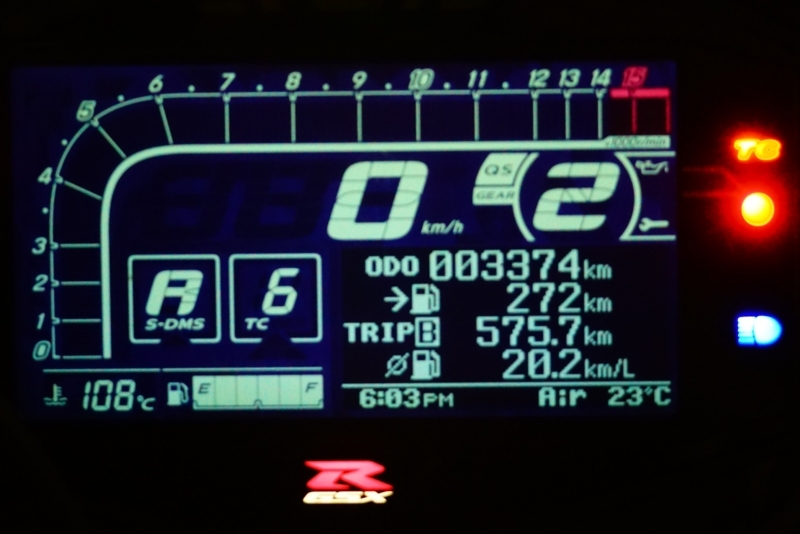 6 7 8 9 10 11 12 13 14 15
5
4
3
2
1
0
×1000r/min
TC
0 km/h
QS
GEAR
2
A
S-DMS
6
TC
ODO 003374km
→ 272km
TRIP B 575.7km
Ø 20.2km/L
108°C
E F
6:03PM Air 23°C
R
GSX